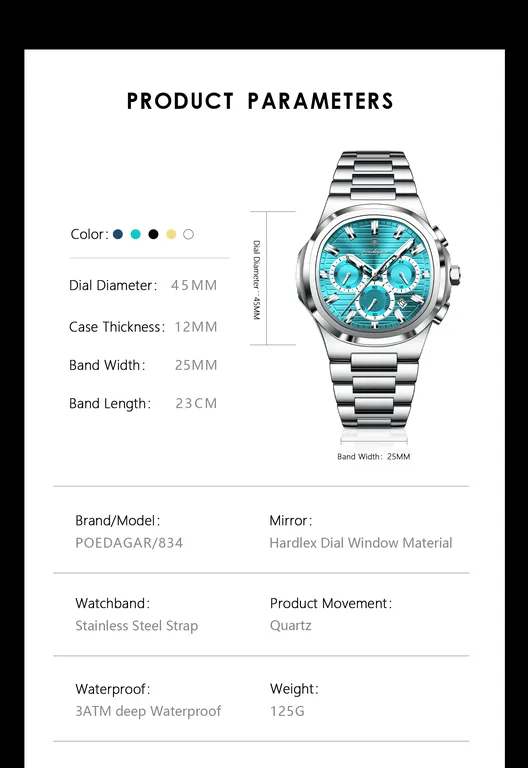 PRODUCT PARAMETERS
Color:
Dial Diameter: 45MM
Case Thickness: 12MM
Band Width: 25MM
Band Length: 23CM
Dial Diameter: 45MM
Band Width: 25MM
Brand/Model:
POEDAGAR/834
Mirror:
Hardlex Dial Window Material
Watchband:
Stainless Steel Strap
Product Movement:
Quartz
Waterproof:
3ATM deep Waterproof
Weight:
125G